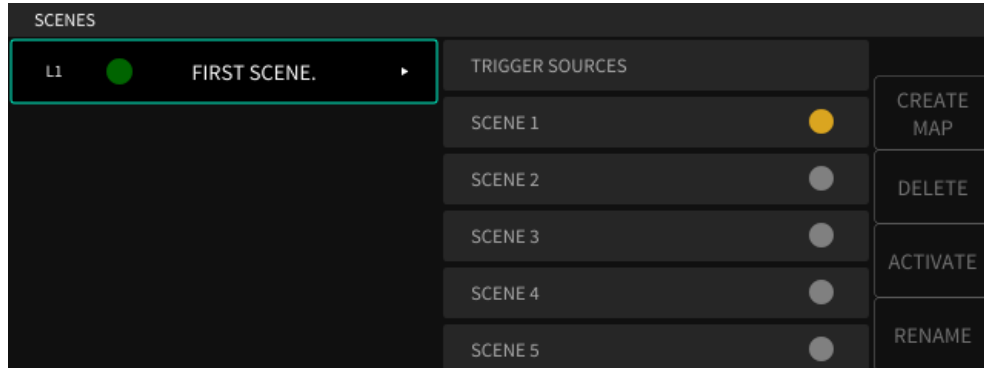 SCENES
L1 FIRST SCENE.
TRIGGER SOURCES
SCENE 1
SCENE 2
SCENE 3
SCENE 4
SCENE 5
CREATE
MAP
DELETE
ACTIVATE
RENAME